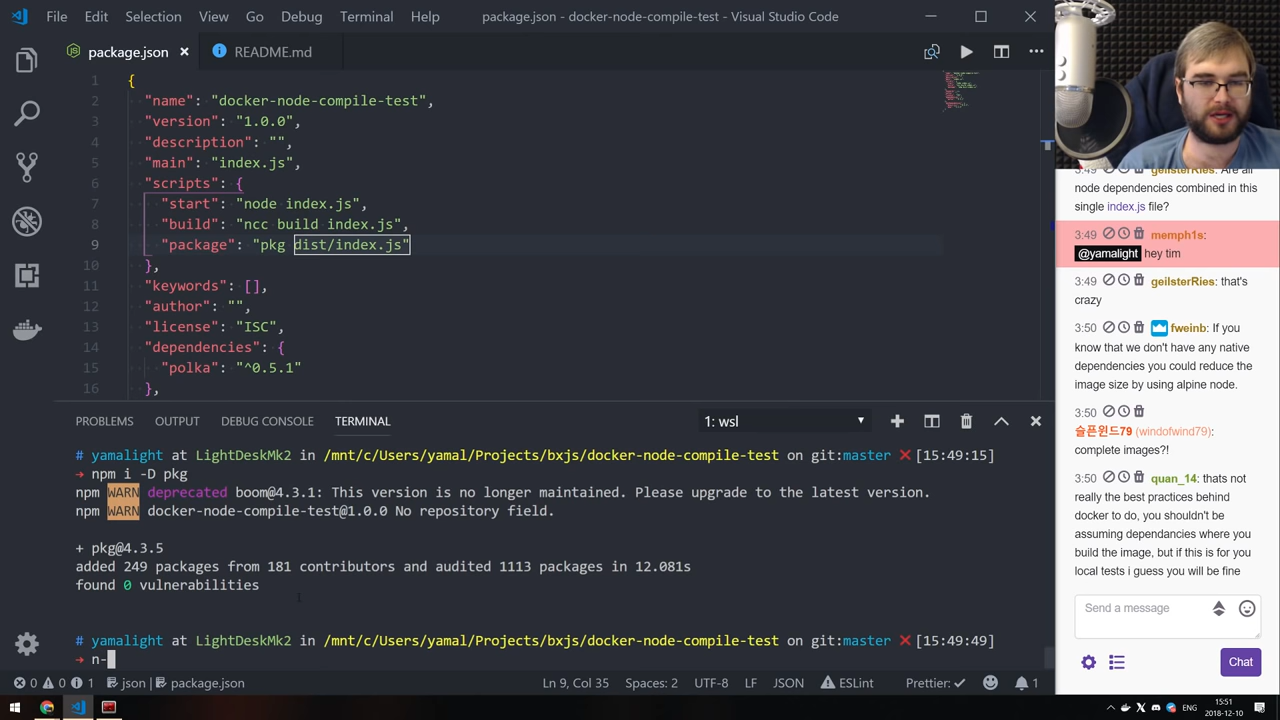 File Edit Selection View Go Debug Terminal Help package.json - docker-node-compile-test - Visual Studio Code
package.json README.md
1 {
2 "name": "docker-node-compile-test",
3 "version": "1.0.0",
4 "description": "",
5 "main": "index.js",
6 "scripts": {
7 "start": "node index.js",
8 "build": "ncc build index.js",
9 "package": "pkg dist/index.js"
10 },
11 "keywords": [],
12 "author": "",
13 "license": "ISC",
14 "dependencies": {
15 "polka": "^0.5.1"
16 },
PROBLEMS OUTPUT DEBUG CONSOLE TERMINAL 1: wsl
# yamalight at LightDeskMk2 in /mnt/c/Users/yamal/Projects/bxjs/docker-node-compile-test on git:master ❌ [15:49:15]
➜ npm i -D pkg
npm WARN deprecated boom@4.3.1: This version is no longer maintained. Please upgrade to the latest version.
npm WARN docker-node-compile-test@1.0.0 No repository field.
+ pkg@4.3.5
added 249 packages from 181 contributors and audited 1113 packages in 12.081s
found 0 vulnerabilities
# yamalight at LightDeskMk2 in /mnt/c/Users/yamal/Projects/bxjs/docker-node-compile-test on git:master ❌ [15:49:49]
➜ n-
0 0 1 json package.json Ln 9, Col 35 Spaces: 2 UTF-8 LF JSON ESLint Prettier: ✓ 1
3:49 geilsterRies: Are all
node dependencies combined in this
single index.js file?
3:49 memph1s:
@yamalight hey tim
3:49 geilsterRies: that's
crazy
3:50 fweinb: If you
know that we don't have any native
dependencies you could reduce the
image size by using alpine node.
3:50
슬픈윈드79 (windofwind79):
complete images?!
3:50 quan_14: thats not
really the best practices behind
docker to do, you shouldn't be
assuming dependancies where you
build the image, but if this is for you
local tests i guess you will be fine
Send a message
Chat
ENG 15:51
2018-12-10